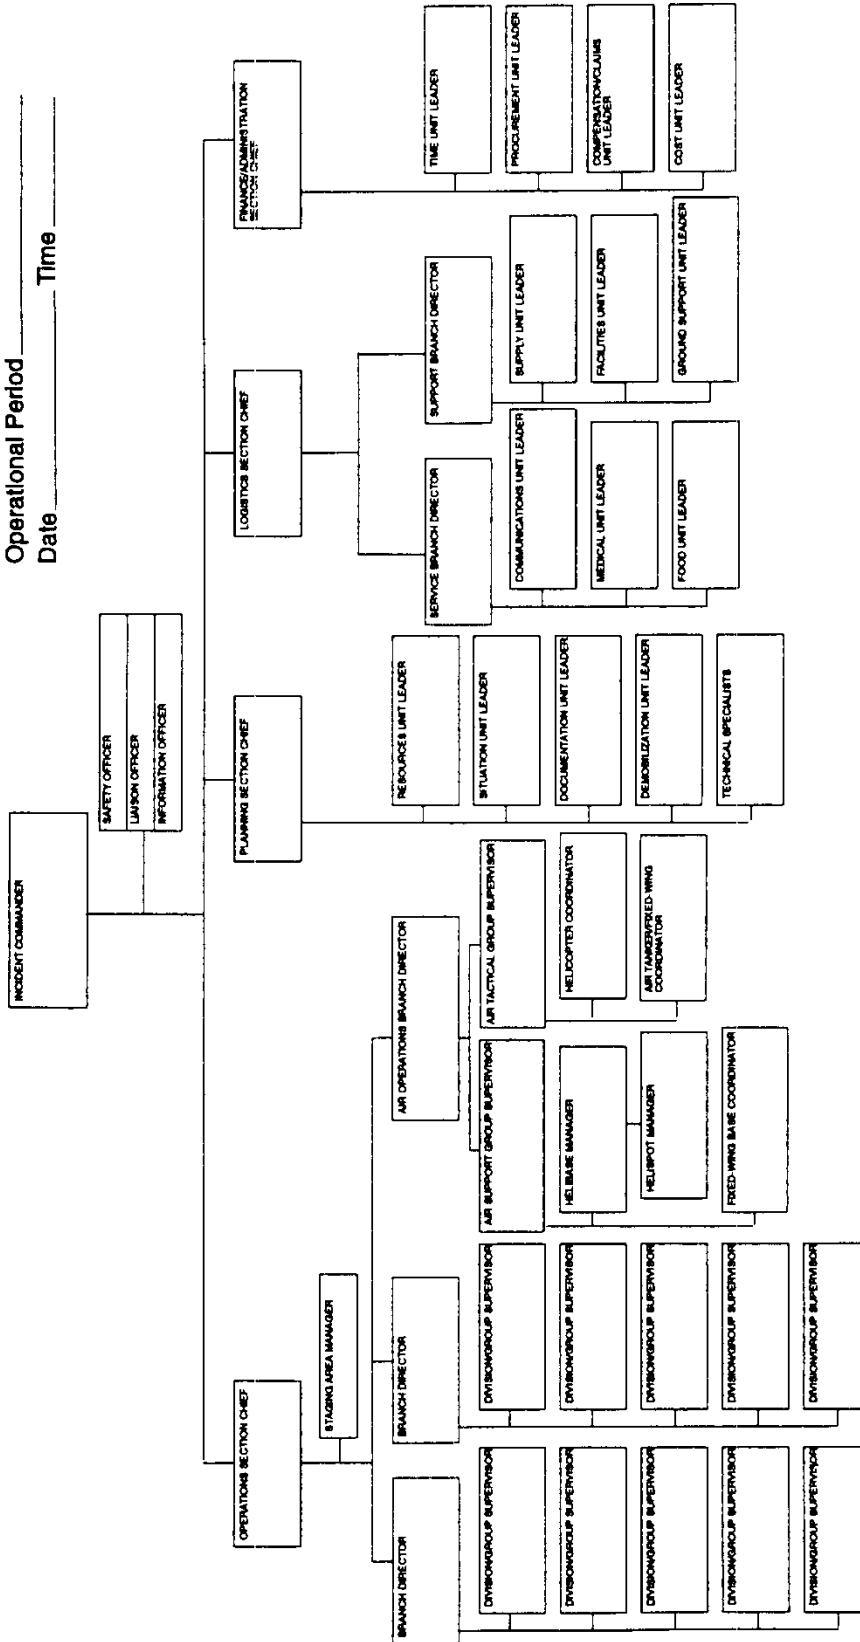 Operational Period
Date
Time
INCIDENT COMMANDER
SAFETY OFFICER
LIAISON OFFICER
INFORMATION OFFICER
OPERATIONS SECTION CHIEF
PLANNING SECTION CHIEF
LOGISTICS SECTION CHIEF
FINANCE/ADMINISTRATION
SECTION CHIEF
STAGING AREA MANAGER
BRANCH DIRECTOR
DIVISION/GROUP SUPERVISOR
DIVISION/GROUP SUPERVISOR
DIVISION/GROUP SUPERVISOR
DIVISION/GROUP SUPERVISOR
DIVISION/GROUP SUPERVISOR
BRANCH DIRECTOR
DIVISION/GROUP SUPERVISOR
DIVISION/GROUP SUPERVISOR
DIVISION/GROUP SUPERVISOR
DIVISION/GROUP SUPERVISOR
DIVISION/GROUP SUPERVISOR
AIR OPERATIONS BRANCH DIRECTOR
AIR SUPPORT GROUP SUPERVISOR
HELIBASE MANAGER
HELISPOT MANAGER
FIXED-WING BASE COORDINATOR
AIR TACTICAL GROUP SUPERVISOR
HELICOPTER COORDINATOR
AIR TANKER/FIXED-WING
COORDINATOR
RESOURCES UNIT LEADER
SITUATION UNIT LEADER
DOCUMENTATION UNIT LEADER
DEMOBILIZATION UNIT LEADER
TECHNICAL SPECIALISTS
SERVICE BRANCH DIRECTOR
COMMUNICATIONS UNIT LEADER
MEDICAL UNIT LEADER
FOOD UNIT LEADER
SUPPORT BRANCH DIRECTOR
SUPPLY UNIT LEADER
FACILITIES UNIT LEADER
GROUND SUPPORT UNIT LEADER
TIME UNIT LEADER
PROCUREMENT UNIT LEADER
COMPENSATION/CLAIMS
UNIT LEADER
COST UNIT LEADER